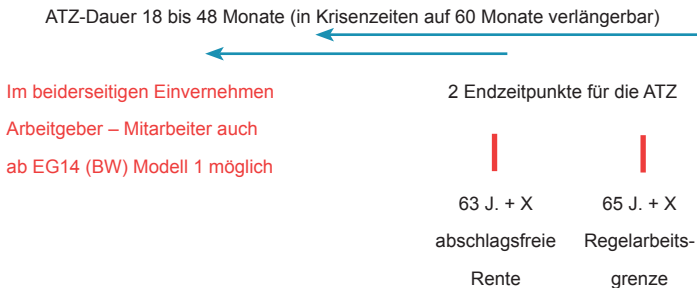 ATZ-Dauer 18 bis 48 Monate (in Krisenzeiten auf 60 Monate verlängerbar)
Im beiderseitigen Einvernehmen
Arbeitgeber – Mitarbeiter auch
ab EG14 (BW) Modell 1 möglich
2 Endzeitpunkte für die ATZ
63 J. + X
abschlagsfreie
Rente
65 J. + X
Regelarbeits-
grenze